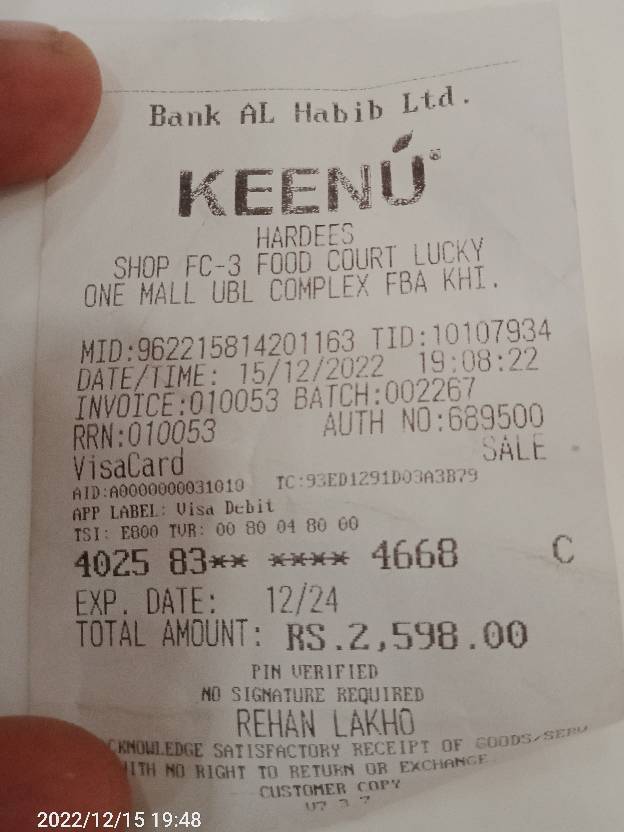 Bank AL Habib Ltd.
KEENÚ
HARDEES
SHOP FC-3 FOOD COURT LUCKY
ONE MALL UBL COMPLEX FBA KHI.
MID:962215814201163 TID:10107934
DATE/TIME: 15/12/2022 19:08:22
INVOICE:010053 BATCH:002267
RRN:010053 AUTH NO:689500
SALE
VisaCard
AID:A0000000031010 TC:93ED1291D03A3B79
APP LABEL: Visa Debit
TSI: E800 TVR: 00 80 04 80 00
4025 83** **** 4668 C
EXP. DATE: 12/24
TOTAL AMOUNT: RS.2,598.00
PIN VERIFIED
NO SIGNATURE REQUIRED
REHAN LAKHO
CKNOWLEDGE SATISFACTORY RECEIPT OF GOODS/SERV
ITH NO RIGHT TO RETURN OR EXCHANGE
CUSTOMER COPY
2022/12/15 19:48